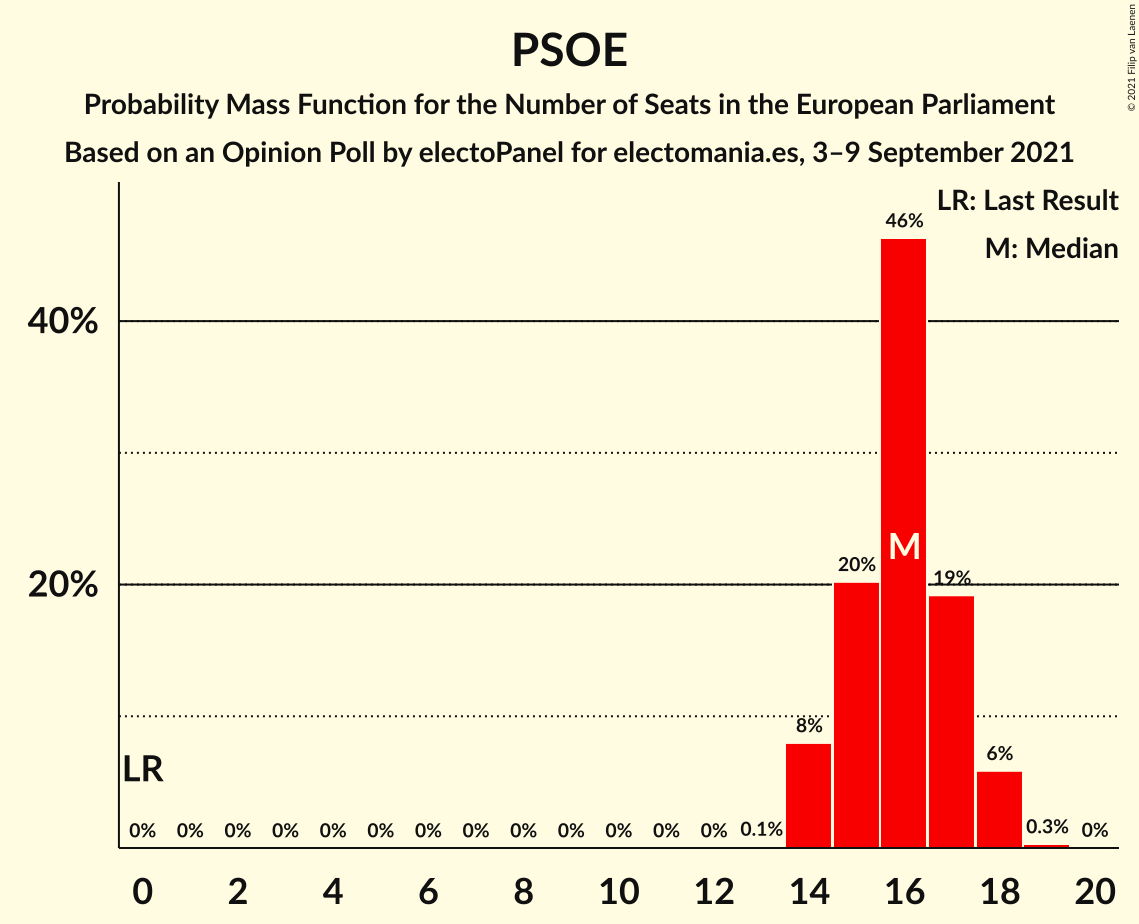 PSOE
Probability Mass Function for the Number of Seats in the European Parliament
Based on an Opinion Poll by electoPanel for electomania.es, 3–9 September 2021
© 2021 Filip van Laenen
LR: Last Result
M: Median
46%
40%
M
20%
20%
19%
8%
6%
LR
0% 0% 0% 0% 0% 0% 0% 0% 0% 0% 0% 0% 0% 0.1% 0.3% 0%
0 2 4 6 8 10 12 14 16 18 20